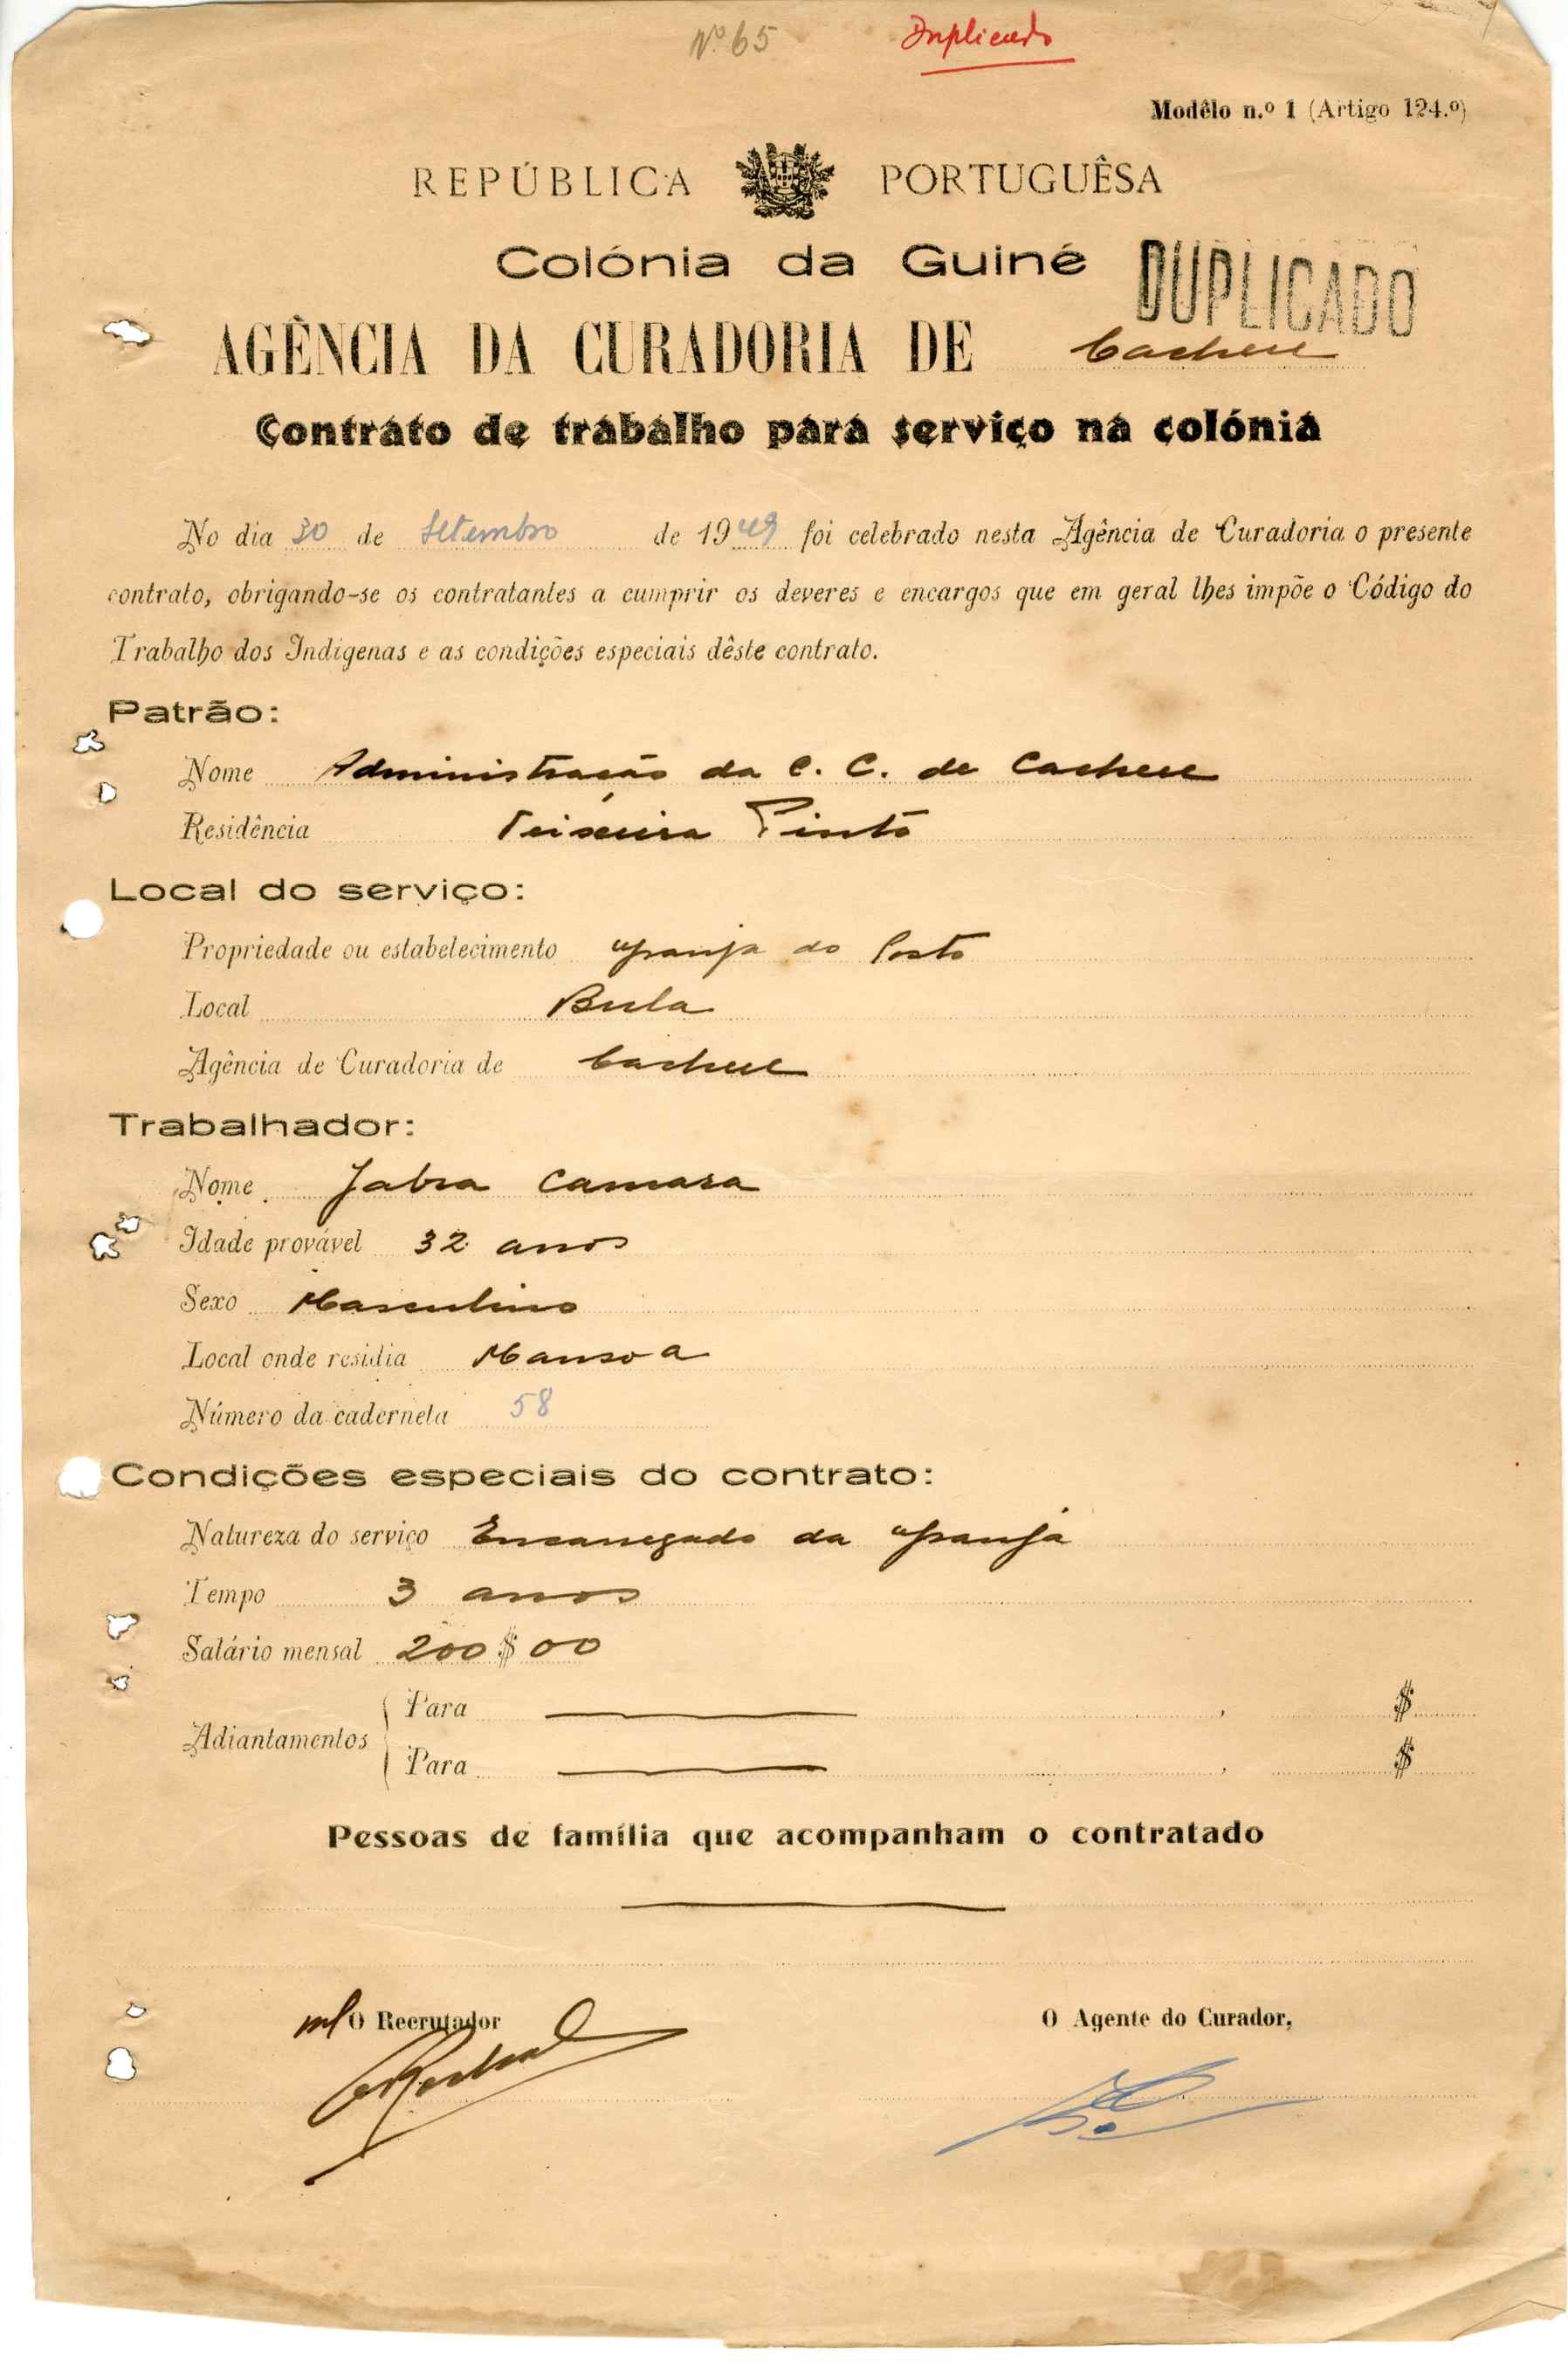 Nº 65 Duplicado
Modêlo n.º 1 (Artigo 124.º)
REPÚBLICA PORTUGUÊSA
Colónia da Guiné
DUPLICADO
AGÊNCIA DA CURADORIA DE Cacheu
Contrato de trabalho para serviço na colónia
No dia 30 de Setembro de 1949 foi celebrado nesta Agência de Curadoria o presente
contrato, obrigando-se os contratantes a cumprir os deveres e encargos que em geral lhes impõe o Código do
Trabalho dos Indígenas e as condições especiais dêste contrato.
Patrão:
Nome Administração da C. C. de Cacheu
Residência Teixeira Pinto
Local do serviço:
Propriedade ou estabelecimento Granja do Posto
Local Bula
Agência de Curadoria de Cacheu
Trabalhador:
Nome Jabra Camara
Idade provável 32 anos
Sexo Masculino
Local onde residia Mansoa
Número da caderneta 58
Condições especiais do contrato:
Natureza do serviço Encarregado da Granja
Tempo 3 anos
Salário mensal 200$00
Adiantamentos
Para , $
Para , $
Pessoas de família que acompanham o contratado
O Recrutador O Agente do Curador,